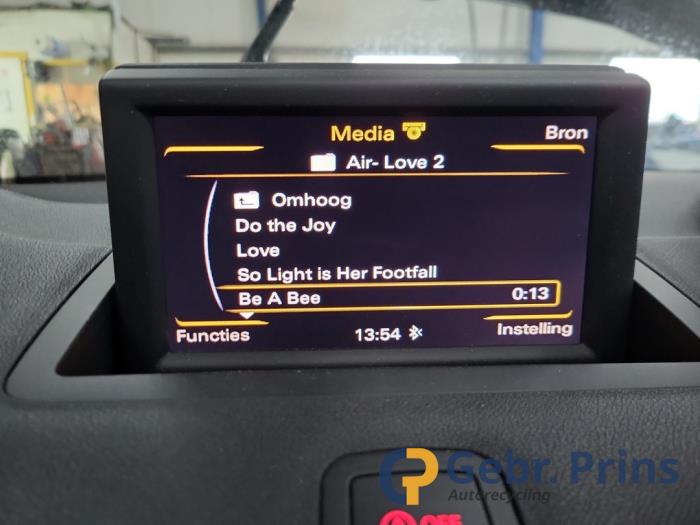 Media Bron
Air- Love 2
Omhoog
Do the Joy
Love
So Light is Her Footfall
Be A Bee 0:13
Functies 13:54 Instelling
Gebr. Prins
Autorecycling
OFF